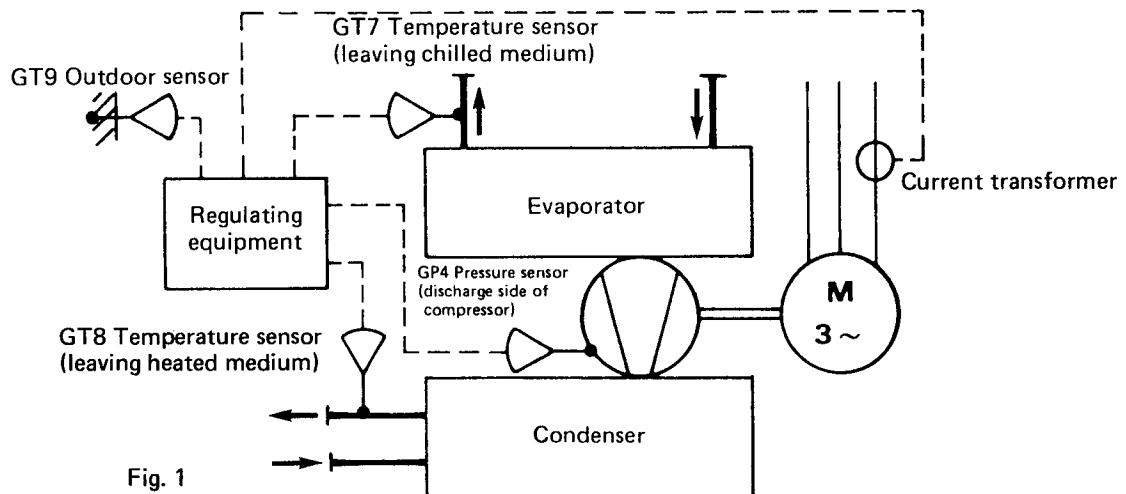 GT7 Temperature sensor
(leaving chilled medium)
GT9 Outdoor sensor
Current transformer
Evaporator
Regulating
equipment
GP4 Pressure sensor
(discharge side of
compressor)
M
3 ~
GT8 Temperature sensor
(leaving heated medium)
Condenser
Fig. 1